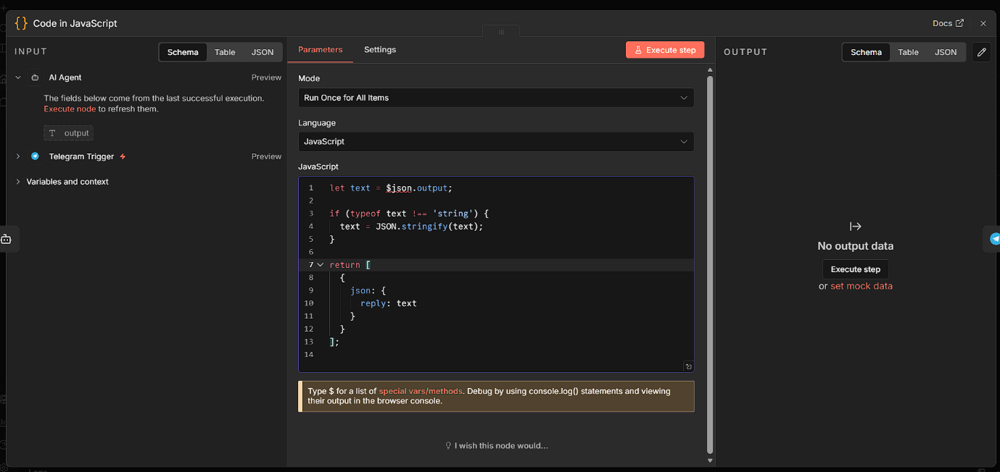 {} Code in JavaScript
Docs
INPUT
Schema Table JSON
AI Agent Preview
The fields below come from the last successful execution.
Execute node to refresh them.
T output
Telegram Trigger Preview
Variables and context
Parameters Settings
Execute step
Mode
Run Once for All Items
Language
JavaScript
JavaScript
1 let text = $json.output;
2
3 if (typeof text !== 'string') {
4 text = JSON.stringify(text);
5 }
6
7 return [
8 {
9 json: {
10 reply: text
11 }
12 }
13 ];
14
Type $ for a list of special vars/methods. Debug by using console.log() statements and viewing
their output in the browser console.
I wish this node would...
OUTPUT
Schema Table JSON
No output data
Execute step
or set mock data